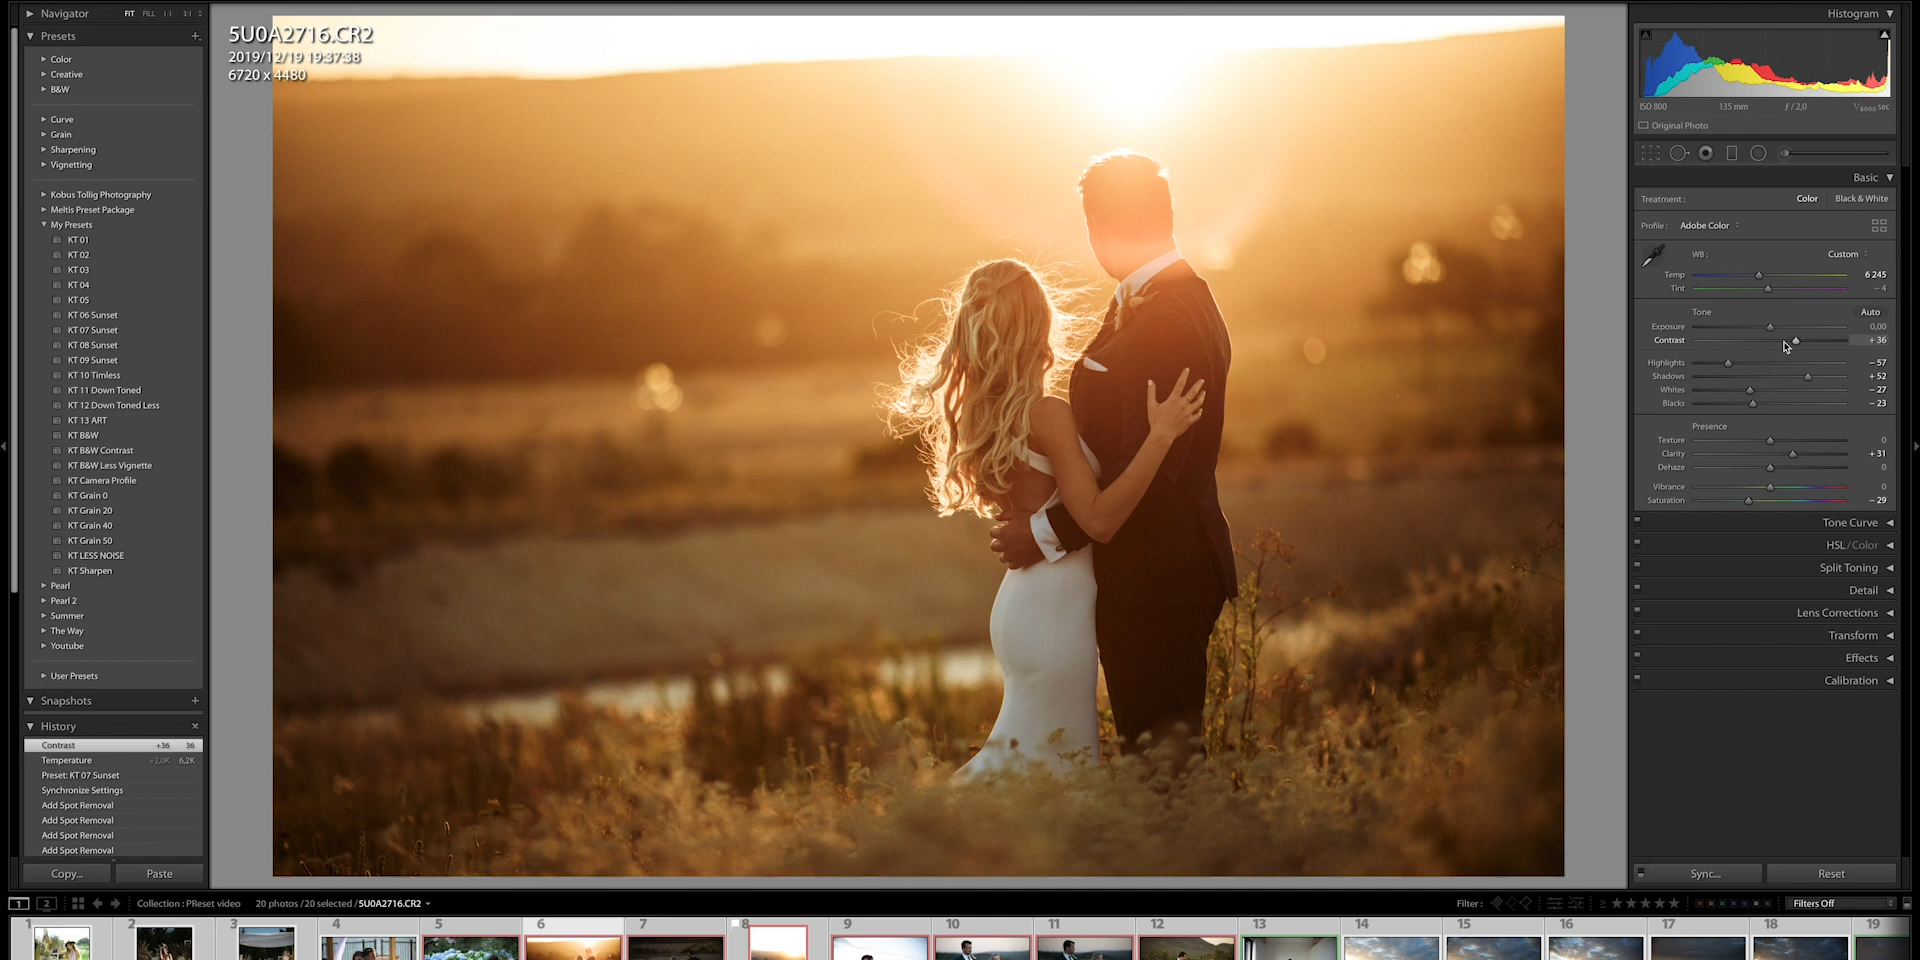 Navigator FIT FILL 1:1 3:1
Presets
Color
Creative
B&W
Curve
Grain
Sharpening
Vignetting
Kobus Tollig Photography
Meltis Preset Package
My Presets
KT 01
KT 02
KT 03
KT 04
KT 05
KT 06 Sunset
KT 07 Sunset
KT 08 Sunset
KT 09 Sunset
KT 10 Timless
KT 11 Down Toned
KT 12 Down Toned Less
KT 13 ART
KT B&W
KT B&W Contrast
KT B&W Less Vignette
KT Camera Profile
KT Grain 0
KT Grain 20
KT Grain 40
KT Grain 50
KT LESS NOISE
KT Sharpen
Pearl
Pearl 2
Summer
The Way
Youtube
User Presets
Snapshots
History
Contrast +36 36
Temperature +2,0K 6,2K
Preset: KT 07 Sunset
Synchronize Settings
Add Spot Removal
Add Spot Removal
Add Spot Removal
Add Spot Removal
Copy... Paste
5U0A2716.CR2
2019/12/19 19:37:38
6720 x 4480
Histogram
ISO 800 135 mm ƒ / 2,0 1/8000 sec
Original Photo
Basic
Treatment : Color Black & White
Profile : Adobe Color
WB : Custom
Temp 6 245
Tint − 4
Tone Auto
Exposure 0,00
Contrast + 36
Highlights − 57
Shadows + 52
Whites − 27
Blacks − 23
Presence
Texture 0
Clarity + 31
Dehaze 0
Vibrance 0
Saturation − 29
Tone Curve
HSL / Color
Split Toning
Detail
Lens Corrections
Transform
Effects
Calibration
Sync... Reset
1 2 Collection : PReset video 20 photos / 20 selected / 5U0A2716.CR2 Filter : Filters Off
1 2 3 4 5 6 7 8 9 10 11 12 13 14 15 16 17 18 19